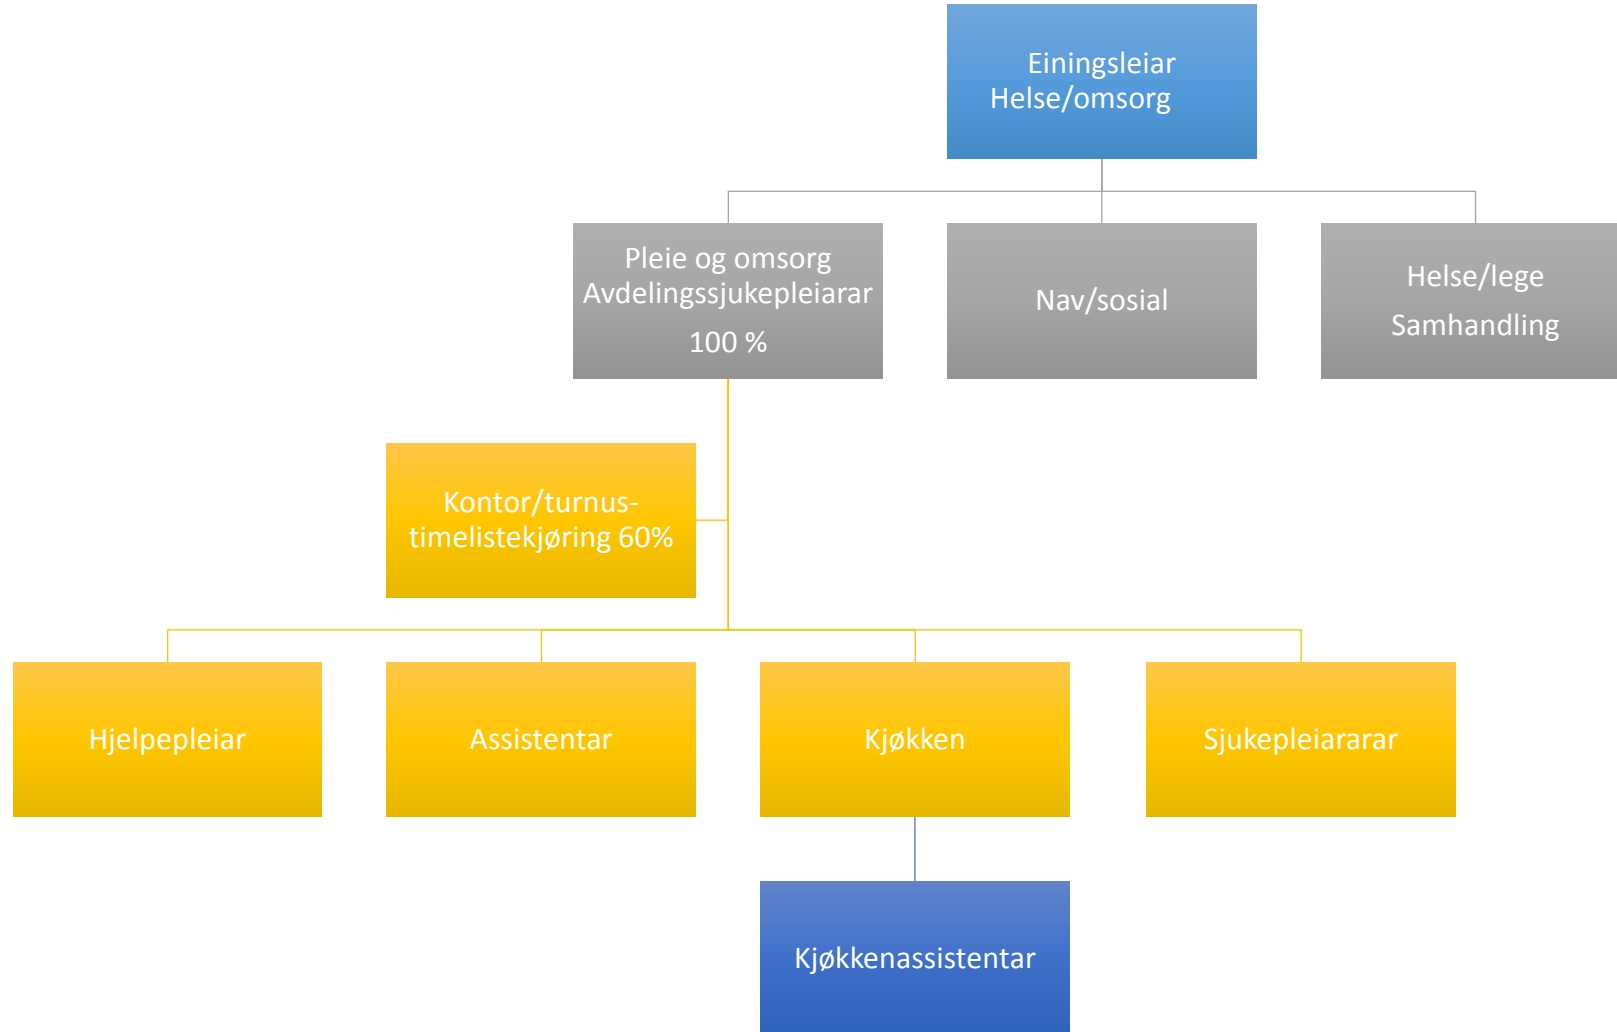 Einingsleiar
Helse/omsorg
Pleie og omsorg
Avdelingssjukepleiarar
100 %
Nav/sosial
Helse/lege
Samhandling
Kontor/turnus-
timelistekjøring 60%
Hjelpepleiar
Assistentar
Kjøkken
Sjukepleiararar
Kjøkkenassistentar